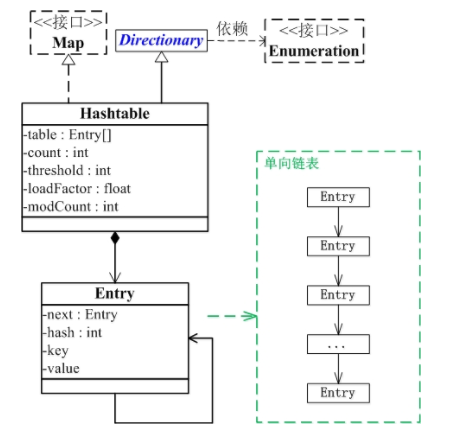 <<接口>>
Map
Directionary
依赖
<<接口>>
Enumeration
Hashtable
-table : Entry[]
-count : int
-threshold : int
-loadFactor : float
-modCount : int
单向链表
Entry
Entry
Entry
...
Entry
Entry
-next : Entry
-hash : int
-key
-value